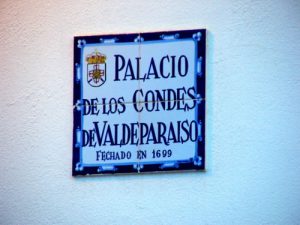 PALACIO
DE LOS CONDES
DE VALDEPARAISO
FECHADO EN 1699